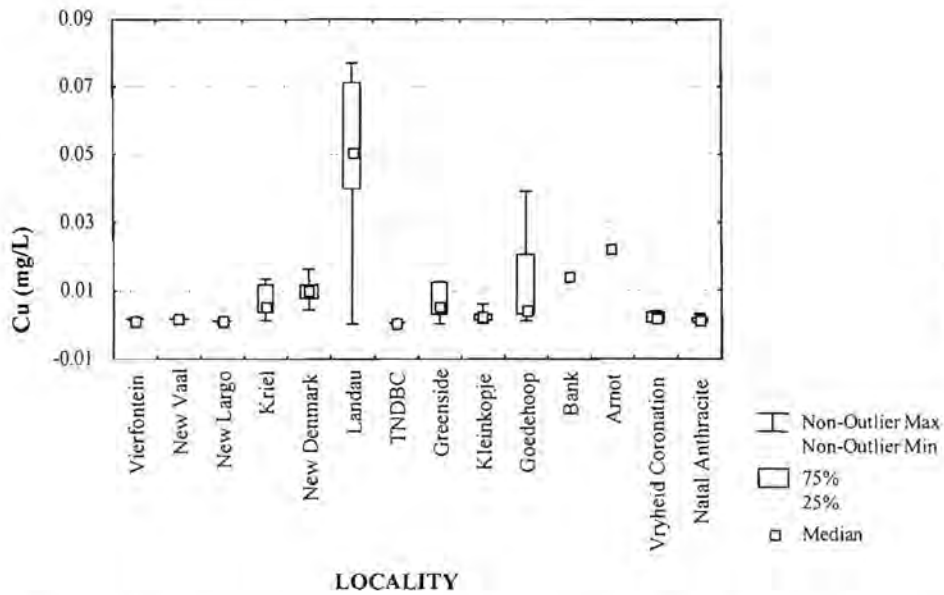 0.09
0.07
0.05
0.03
0.01
-0.01
Cu (mg/L)
Vierfontein
New Vaal
New Largo
Kriel
New Denmark
Landau
TNDBC
Greenside
Kleinkopje
Goedehoop
Bank
Arnot
Vryheid Coronation
Natal Anthracite
LOCALITY
Non-Outlier Max
Non-Outlier Min
75%
25%
Median